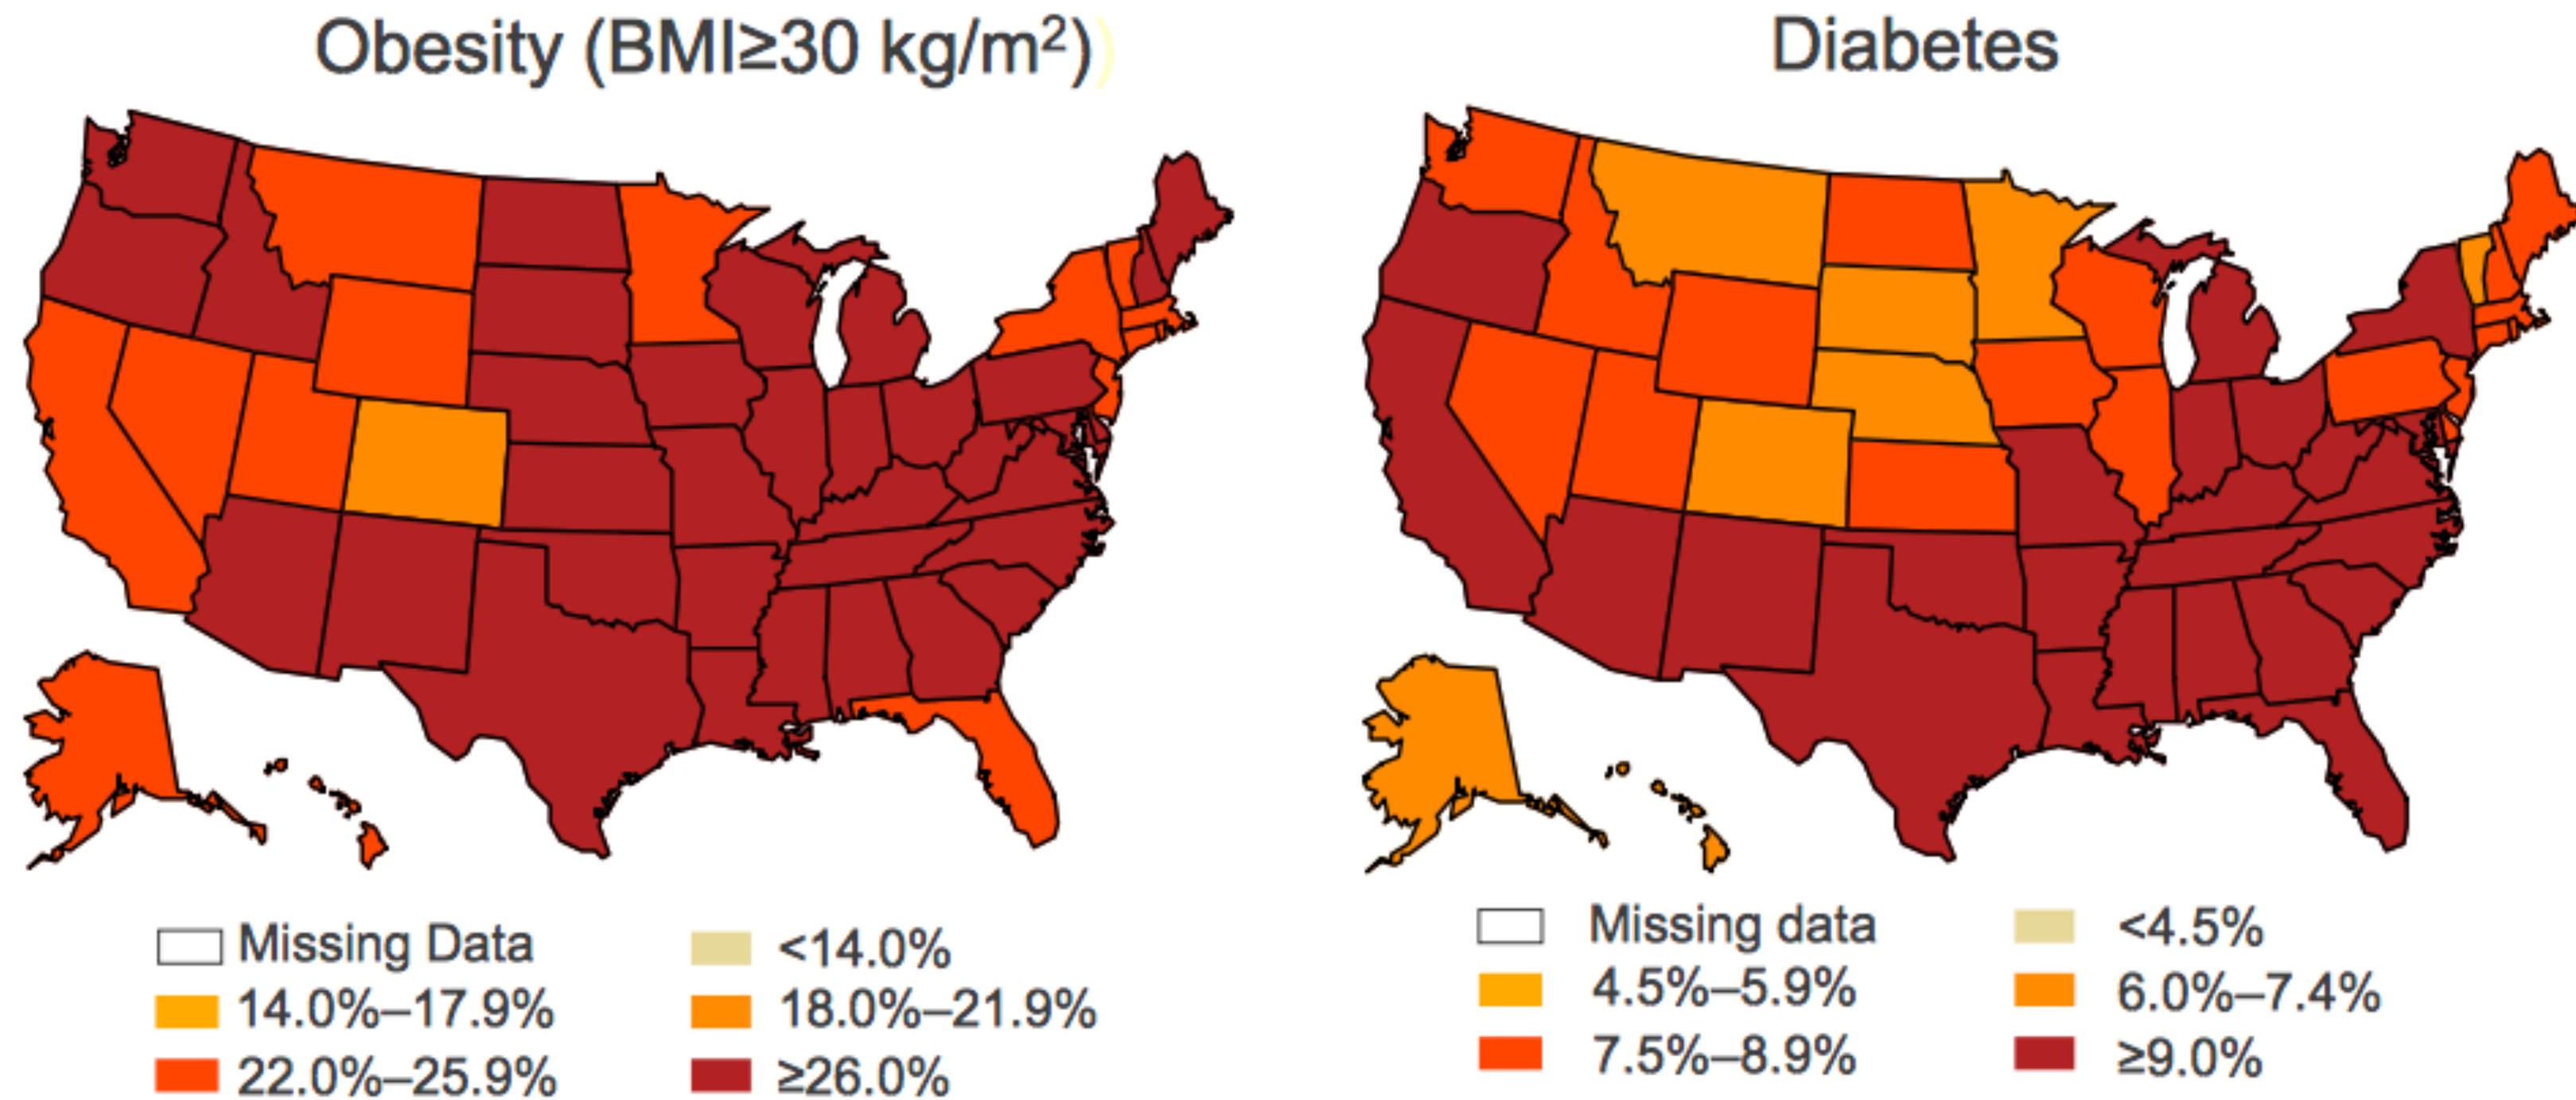 Obesity (BMI≥30 kg/m²))
Missing Data
<14.0%
14.0%–17.9%
18.0%–21.9%
22.0%–25.9%
≥26.0%
Diabetes
Missing data
<4.5%
4.5%–5.9%
6.0%–7.4%
7.5%–8.9%
≥9.0%